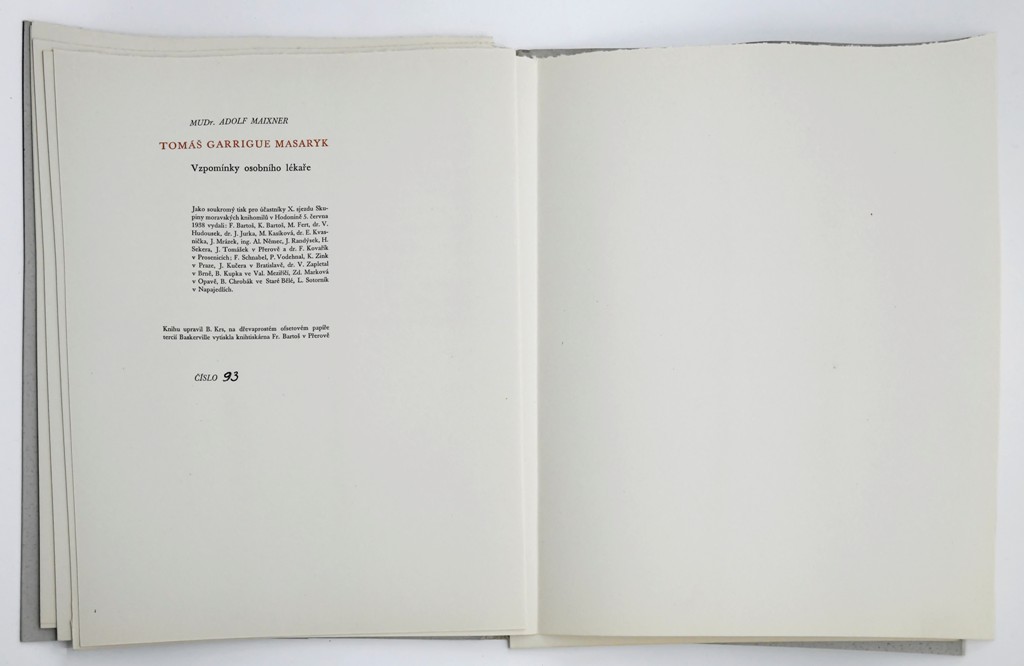 MUDr. ADOLF MAIXNER
TOMÁŠ GARRIGUE MASARYK
Vzpomínky osobního lékaře
Jako soukromý tisk pro účastníky X. sjezdu Sku-
piny moravských knihomilů v Hodoníně 5. června
1938 vydali: F. Bartoš, K. Bartoš, M. Fert, dr. V.
Hudousek, dr. J. Jurka, M. Kasíková, dr. E. Kvas-
nička, J. Mrázek, ing. Al. Němec, J. Randýsek, H.
Sekera, J. Tomášek v Přerově a dr. F. Kovařík
v Prosenicích; F. Schnabel, P. Vodehnal, K. Zink
v Praze, J. Kučera v Bratislavě, dr. V. Zapletal
v Brně, B. Kupka ve Val. Meziříčí, Zd. Marková
v Opavě, B. Chrobák ve Staré Bělé, L. Sotorník
v Napajedlích.
Knihu upravil B. Krs, na dřevaprostém ofsetovém papíře
tercií Baskerville vytiskla knihtiskárna Fr. Bartoš v Přerově
ČÍSLO 93